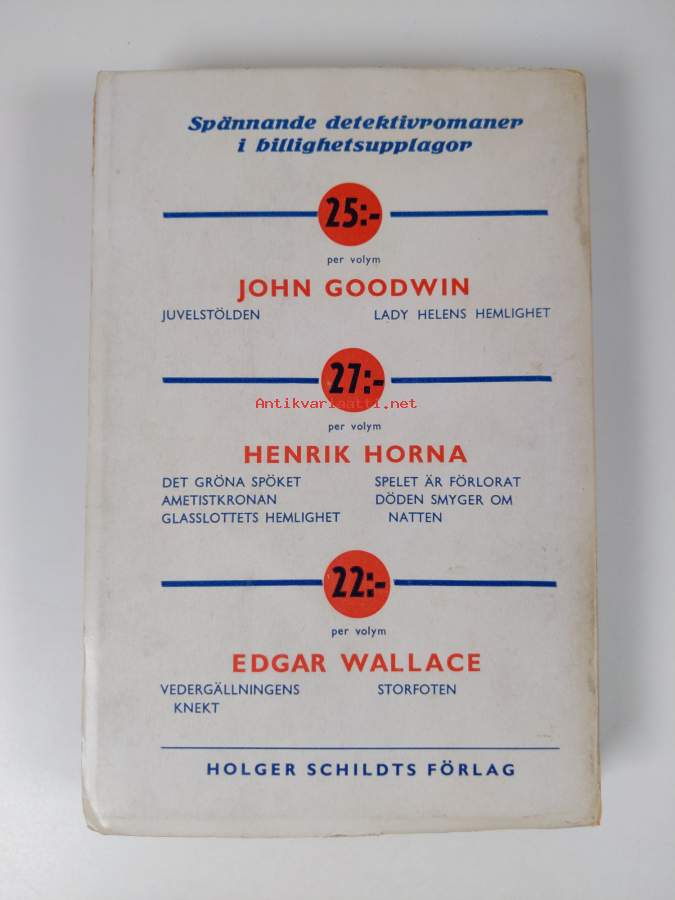 Spännande detektivromaner
i billighetsupplagor
25:-
per volym
JOHN GOODWIN
JUVELSTÖLDEN
LADY HELENS HEMLIGHET
27:-
Antikvariaatti.net
per volym
HENRIK HORNA
DET GRÖNA SPÖKET
AMETISTKRONAN
GLASSLOTTETS HEMLIGHET
SPELET ÄR FÖRLORAT
DÖDEN SMYGER OM
NATTEN
22:-
per volym
EDGAR WALLACE
VEDERGÄLLNINGENS
KNEKT
STORFOTEN
HOLGER SCHILDTS FÖRLAG